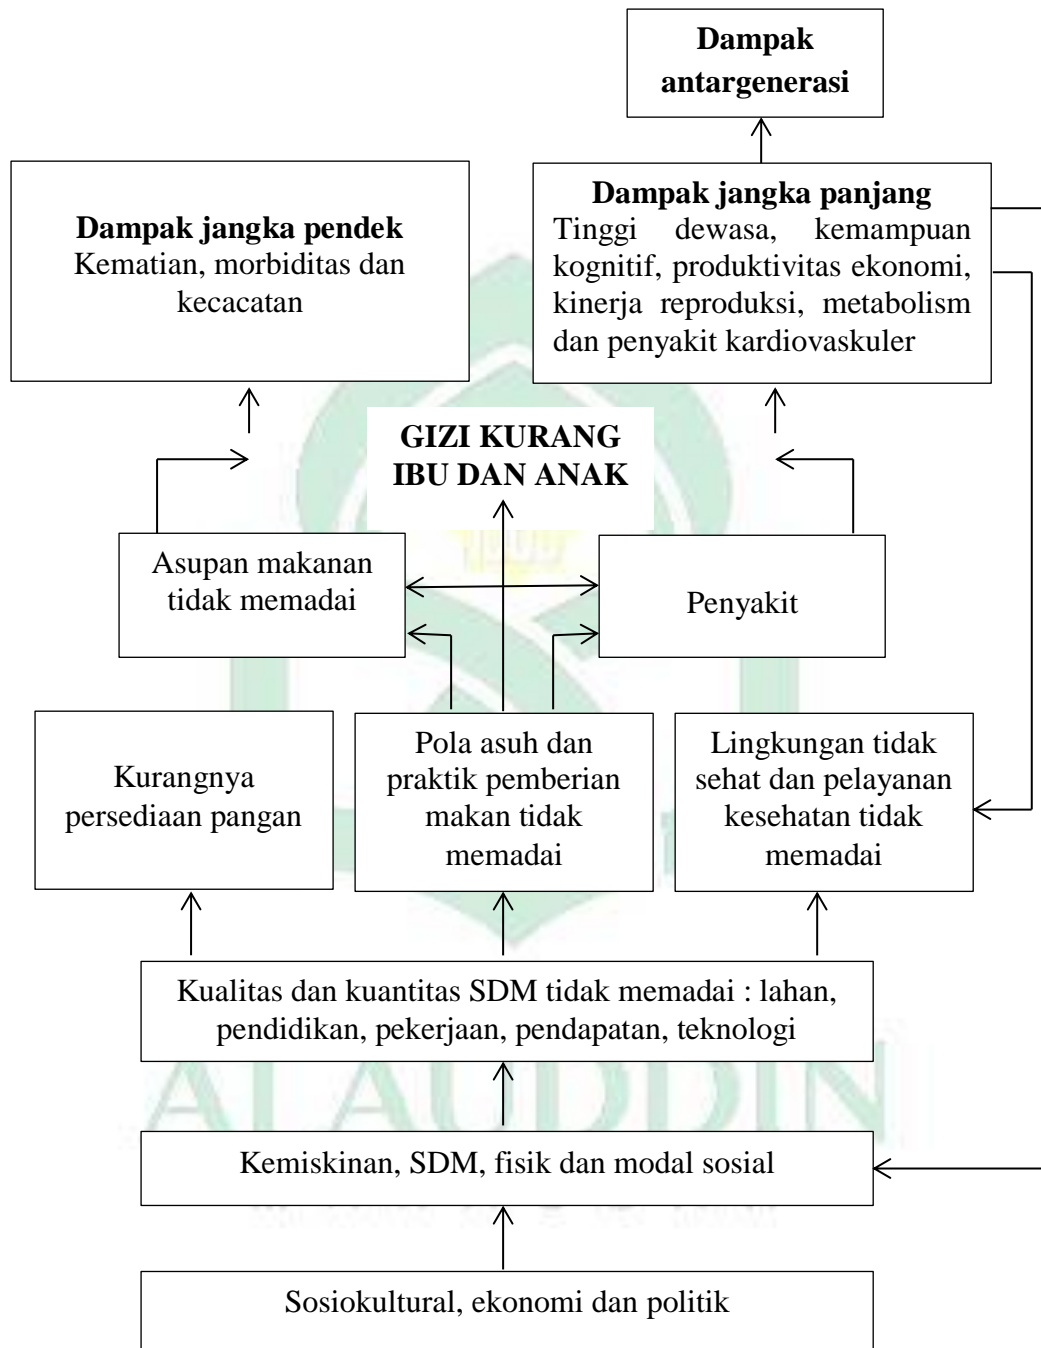 Dampak
antargenerasi
Dampak jangka pendek
Kematian, morbiditas dan
kecacatan
Dampak jangka panjang
Tinggi dewasa, kemampuan
kognitif, produktivitas ekonomi,
kinerja reproduksi, metabolism
dan penyakit kardiovaskuler
GIZI KURANG
IBU DAN ANAK
Asupan makanan
tidak memadai
Penyakit
Kurangnya
persediaan pangan
Pola asuh dan
praktik pemberian
makan tidak
memadai
Lingkungan tidak
sehat dan pelayanan
kesehatan tidak
memadai
Kualitas dan kuantitas SDM tidak memadai : lahan,
pendidikan, pekerjaan, pendapatan, teknologi
ALAUDDIN
Kemiskinan, SDM, fisik dan modal sosial
Sosiokultural, ekonomi dan politik